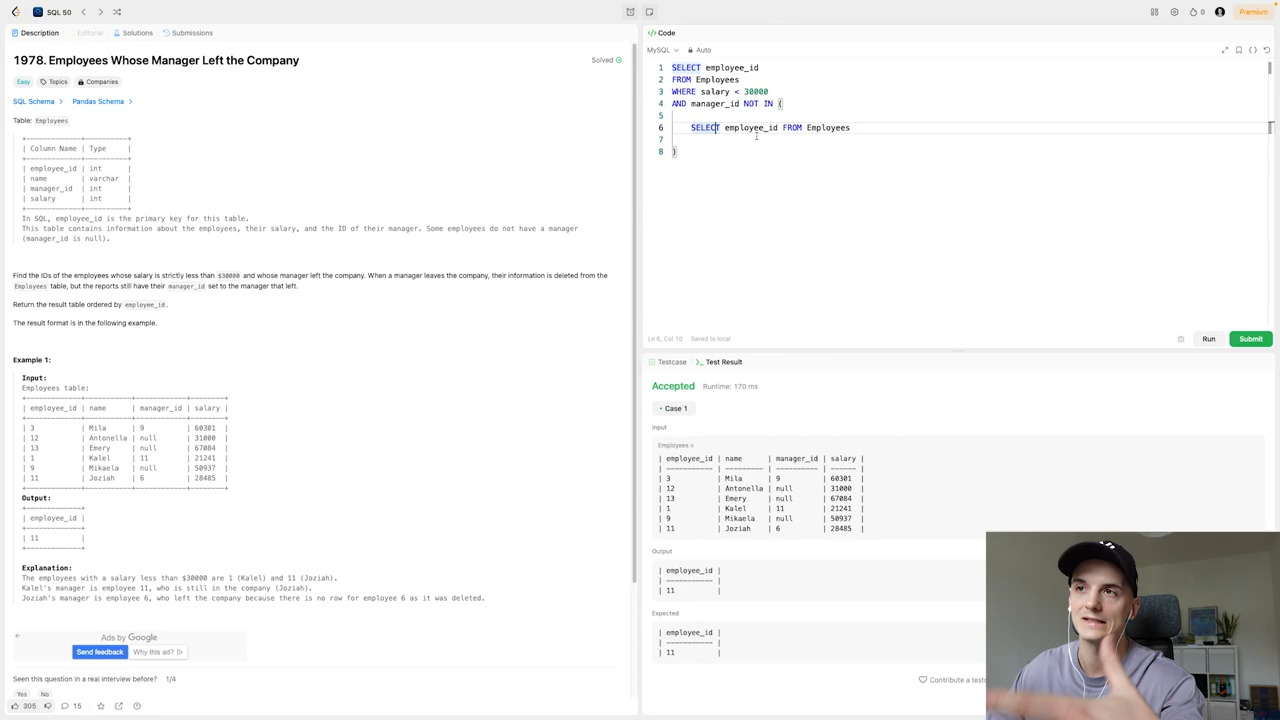 SQL 50
Premium
0
Description
Editorial
Solutions
Submissions
1978. Employees Whose Manager Left the Company
Solved
Easy
Topics
Companies
SQL Schema
Pandas Schema
Table: Employees
| Column Name | Type |
| employee_id | int
| name | varchar
| manager_id | int
| salary | int
In SQL, employee_id is the primary key for this table.
This table contains information about the employees, their salary, and the ID of their manager. Some employees do not have a manager
(manager_id is null).
Find the IDs of the employees whose salary is strictly less than $30000 and whose manager left the company. When a manager leaves the company, their information is deleted from the
Employees table, but the reports still have their manager_id set to the manager that left.
Return the result table ordered by employee_id.
The result format is in the following example.
Example 1:
Input:
Employees table:
| employee_id | name | manager_id | salary |
| 3 | Mila | 9 | 60301 |
| 12 | Antonella | null | 31000 |
| 13 | Emery | null | 67084 |
| 1 | Kalel | 11 | 21241 |
| 9 | Mikaela | null | 50937 |
| 11 | Joziah | 6 | 28485 |
Output:
| employee_id |
| 11 |
Explanation:
The employees with a salary less than $30000 are 1 (Kalel) and 11 (Joziah).
Kalel's manager is employee 11, who is still in the company (Joziah).
Joziah's manager is employee 6, who left the company because there is no row for employee 6 as it was deleted.
Ads by Google
Send feedback
Why this ad?
Seen this question in a real interview before? 1/4
Yes
No
305
15
</> Code
MySQL
Auto
1 SELECT employee_id
2 FROM Employees
3 WHERE salary < 30000
4 AND manager_id NOT IN (
5
6 SELECT employee_id FROM Employees
7
8 )
Ln 6, Col 10
Saved to local
Run
Submit
Testcase
>_ Test Result
Accepted
Runtime: 170 ms
• Case 1
Input
Employees =
| employee_id | name | manager_id | salary |
| 3 | Mila | 9 | 60301 |
| 12 | Antonella | null | 31000 |
| 13 | Emery | null | 67084 |
| 1 | Kalel | 11 | 21241 |
| 9 | Mikaela | null | 50937 |
| 11 | Joziah | 6 | 28485 |
Output
| employee_id |
| 11 |
Expected
| employee_id |
| 11 |
Contribute a